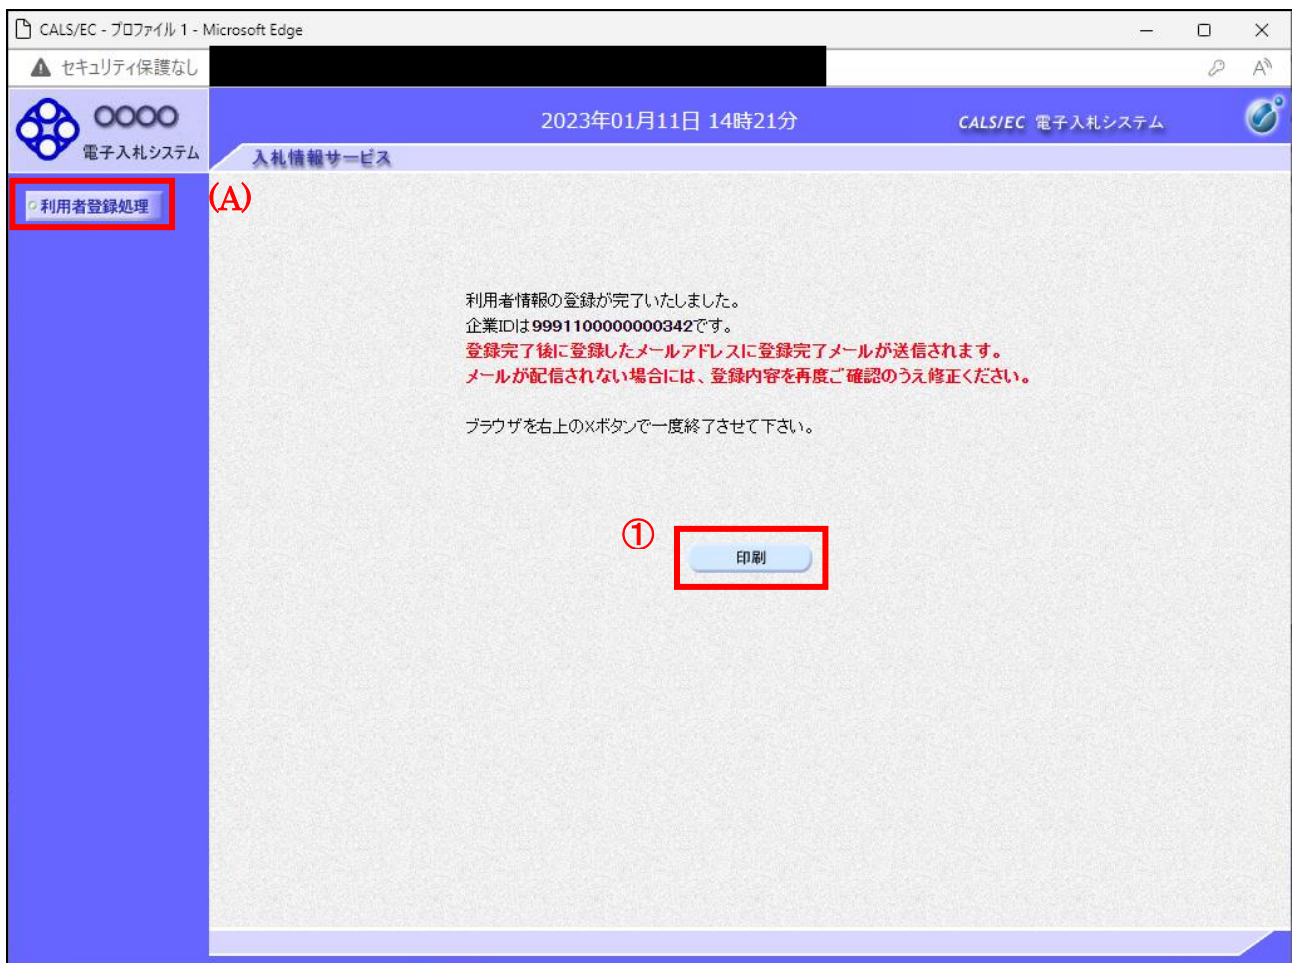 CALS/EC - プロファイル 1 - Microsoft Edge
セキュリティ保護なし
OOOO
電子入札システム
2023年01月11日 14時21分
CALS/EC 電子入札システム
入札情報サービス
利用者登録処理
(A)
利用者情報の登録が完了いたしました。
企業IDは9991100000000342です。
登録完了後に登録したメールアドレスに登録完了メールが送信されます。
メールが配信されない場合には、登録内容を再度ご確認のうえ修正ください。
ブラウザを右上の×ボタンで一度終了させて下さい。
①
印刷